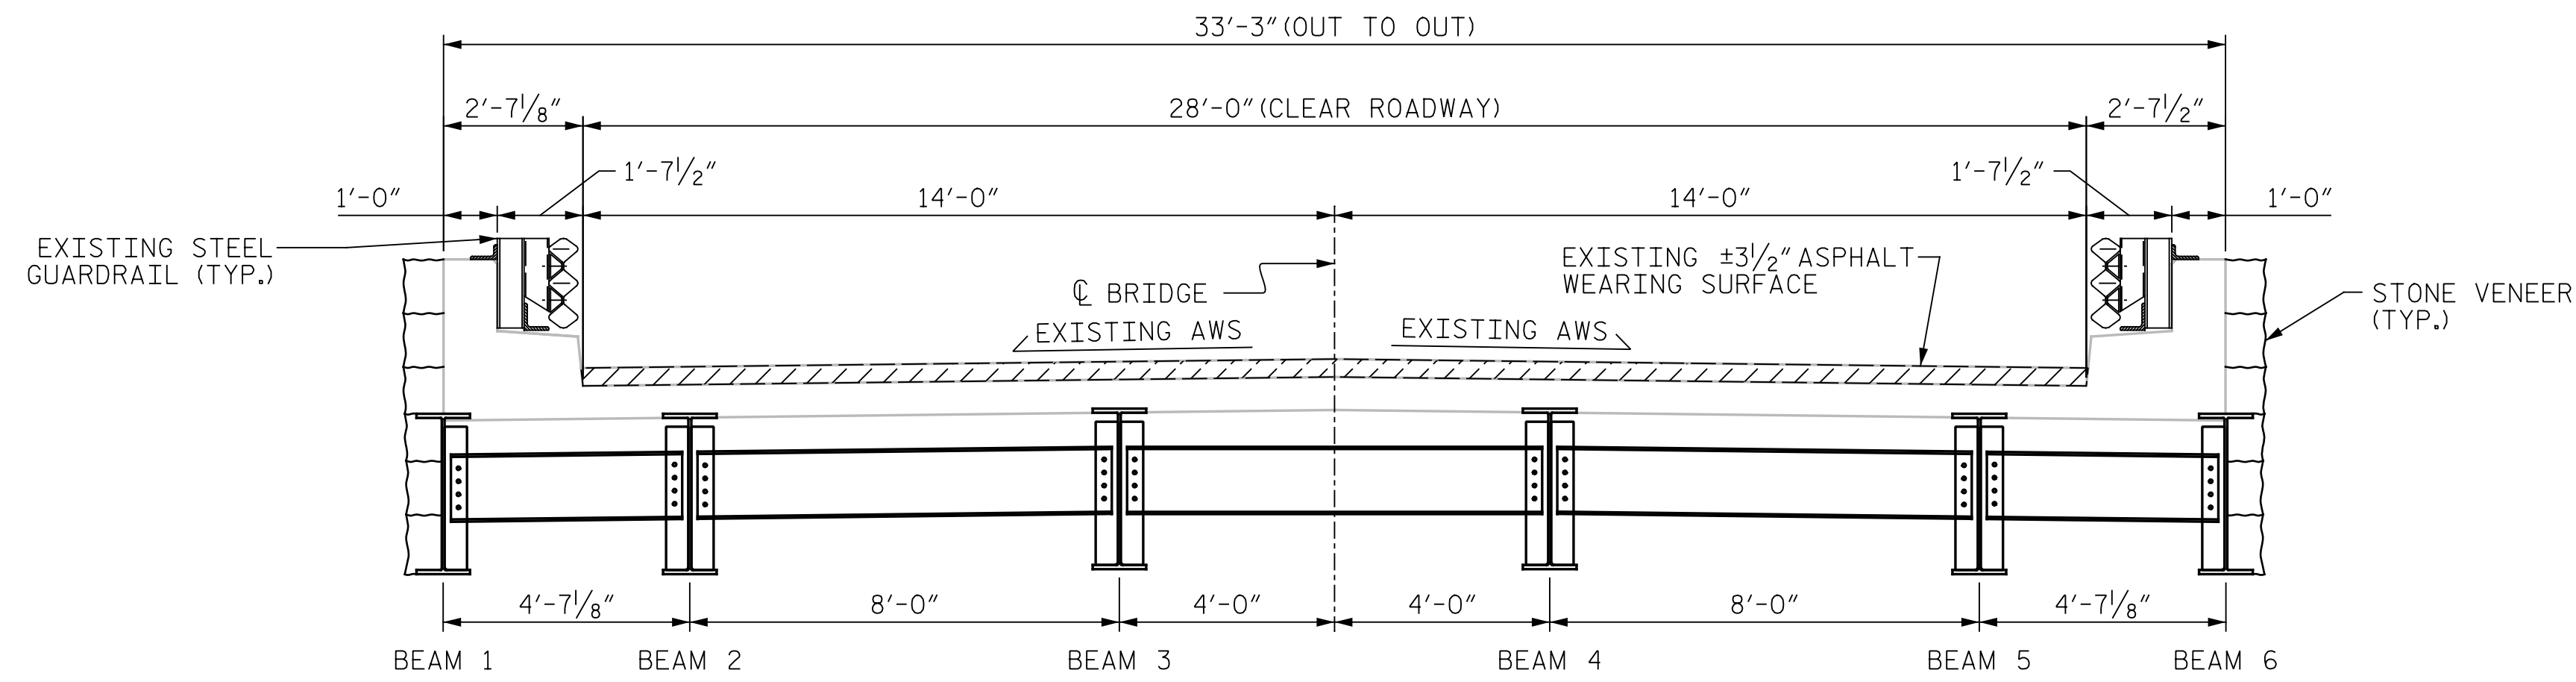 33'-3" (OUT TO OUT)
2'-7 1/8"
28'-0" (CLEAR ROADWAY)
2'-7 1/2"
1'-0"
1'-7 1/2"
14'-0"
14'-0"
1'-7 1/2"
1'-0"
EXISTING STEEL
GUARDRAIL (TYP.)
℄ BRIDGE
EXISTING ±3 1/2" ASPHALT
WEARING SURFACE
STONE VENEER
(TYP.)
EXISTING AWS
EXISTING AWS
4'-7 1/8"
8'-0"
4'-0"
4'-0"
8'-0"
4'-7 1/8"
BEAM 1
BEAM 2
BEAM 3
BEAM 4
BEAM 5
BEAM 6